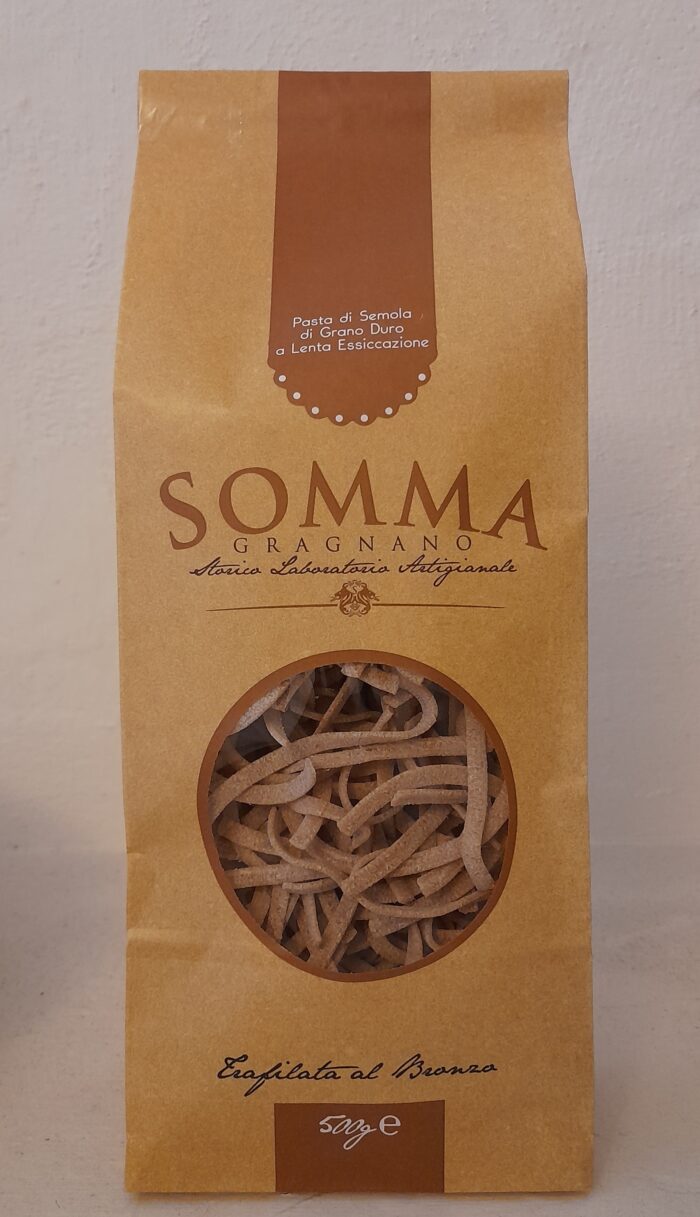 Pasta di Semola
di Grano Duro
a Lenta Essiccazione
SOMMA
GRAGNANO
Storico Laboratorio Artigianale
Trafilata al Bronzo
500g e